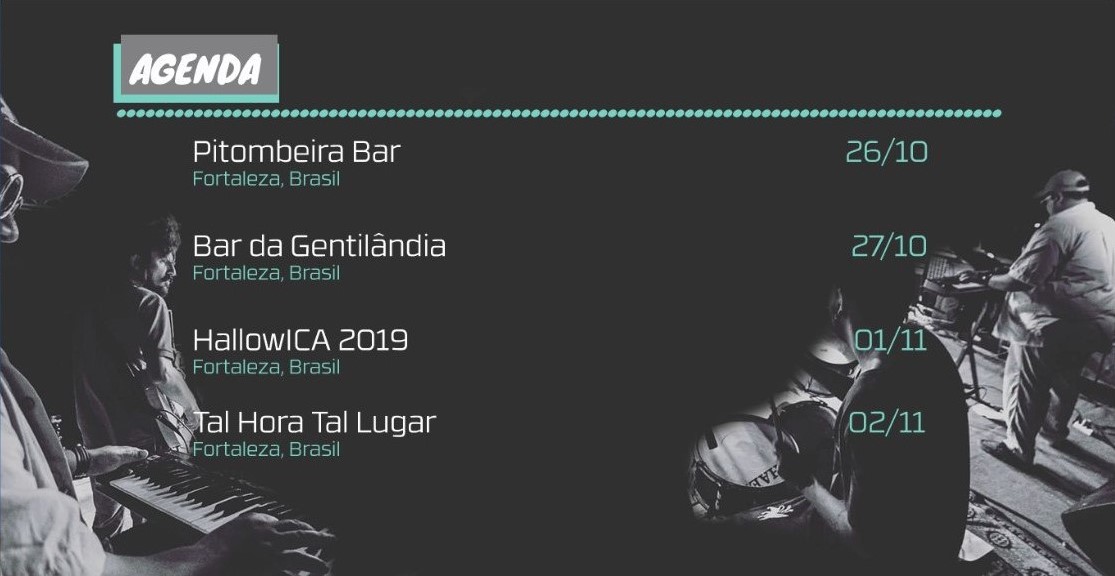 AGENDA
Pitombeira Bar 26/10
Fortaleza, Brasil
Bar da Gentilândia 27/10
Fortaleza, Brasil
HallowICA 2019 01/11
Fortaleza, Brasil
Tal Hora Tal Lugar 02/11
Fortaleza, Brasil